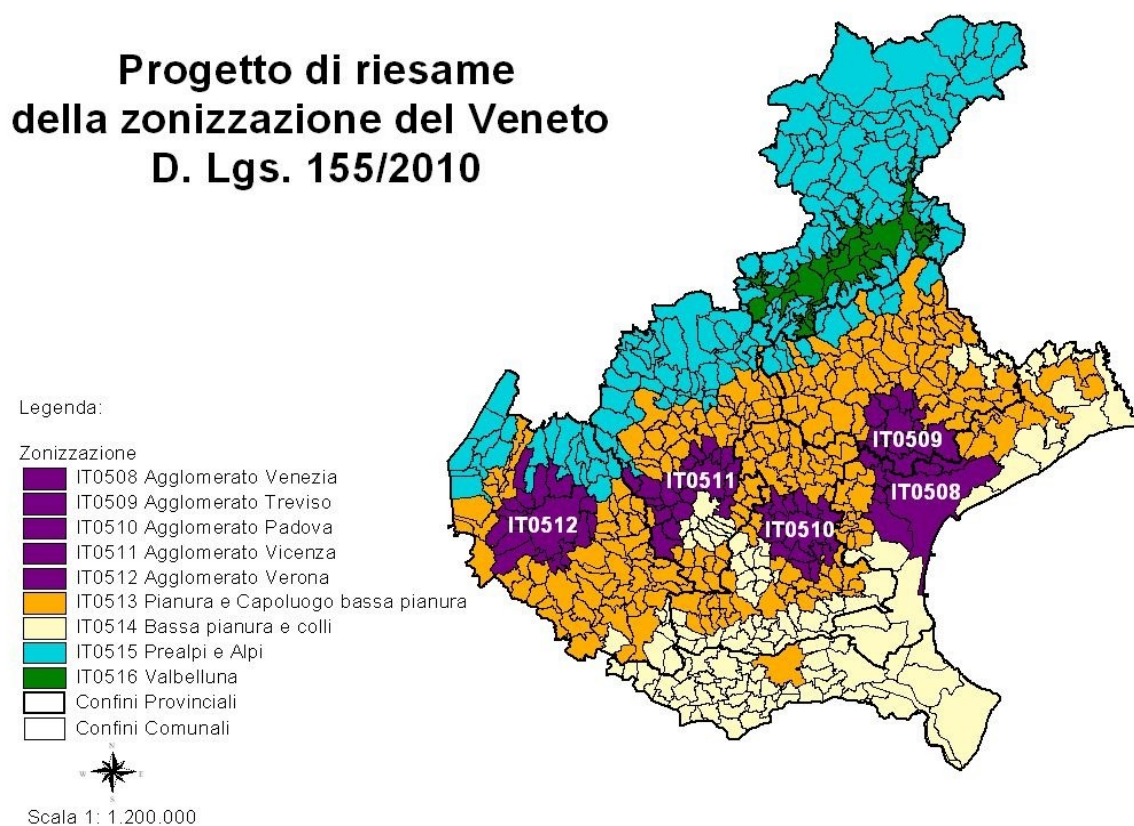 Progetto di riesame
della zonizzazione del Veneto
D. Lgs. 155/2010
Legenda:
Zonizzazione
IT0508 Agglomerato Venezia
IT0509 Agglomerato Treviso
IT0510 Agglomerato Padova
IT0511 Agglomerato Vicenza
IT0512 Agglomerato Verona
IT0513 Pianura e Capoluogo bassa pianura
IT0514 Bassa pianura e colli
IT0515 Prealpi e Alpi
IT0516 Valbelluna
Confini Provinciali
Confini Comunali
N
W E
S
Scala 1: 1.200.000
IT0509
IT0511
IT0508
IT0512
IT0510